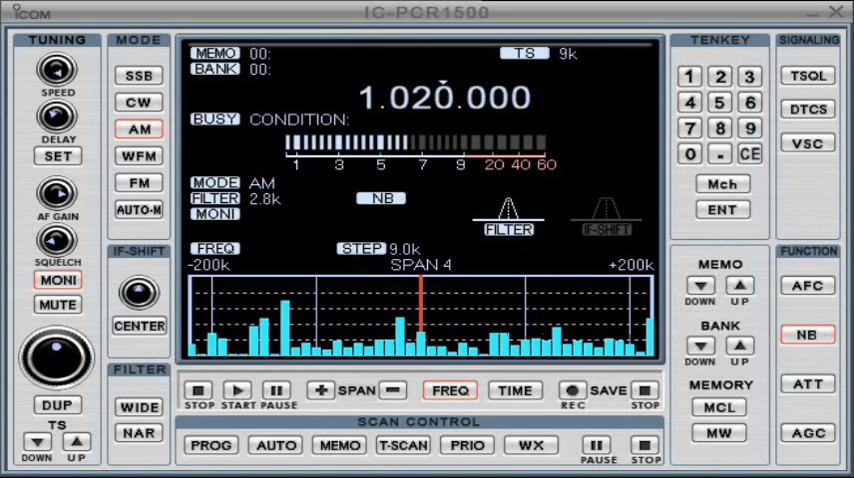 ICOM
IC-PCR1500
TUNING
SPEED
DELAY
SET
AF GAIN
SQUELCH
MONI
MUTE
DUP
TS
DOWN UP
MODE
SSB
CW
AM
WFM
FM
AUTO-M
IF-SHIFT
CENTER
FILTER
WIDE
NAR
MEMO 00: TS 9k
BANK 00:
1.020.000
BUSY CONDITION:
1 3 5 7 9 20 40 60
MODE AM
FILTER 2.8k NB
MONI
FILTER IF-SHIFT
FREQ STEP 9.0k
-200k SPAN 4 +200k
STOP START PAUSE
+ SPAN -
FREQ TIME
REC SAVE STOP
SCAN CONTROL
PROG AUTO MEMO T-SCAN PRIO WX
PAUSE STOP
TENKEY
1 2 3
4 5 6
7 8 9
0 . CE
Mch
ENT
MEMO
DOWN UP
BANK
DOWN UP
MEMORY
MCL
MW
SIGNALING
TSQL
DTCS
VSC
FUNCTION
AFC
NB
ATT
AGC